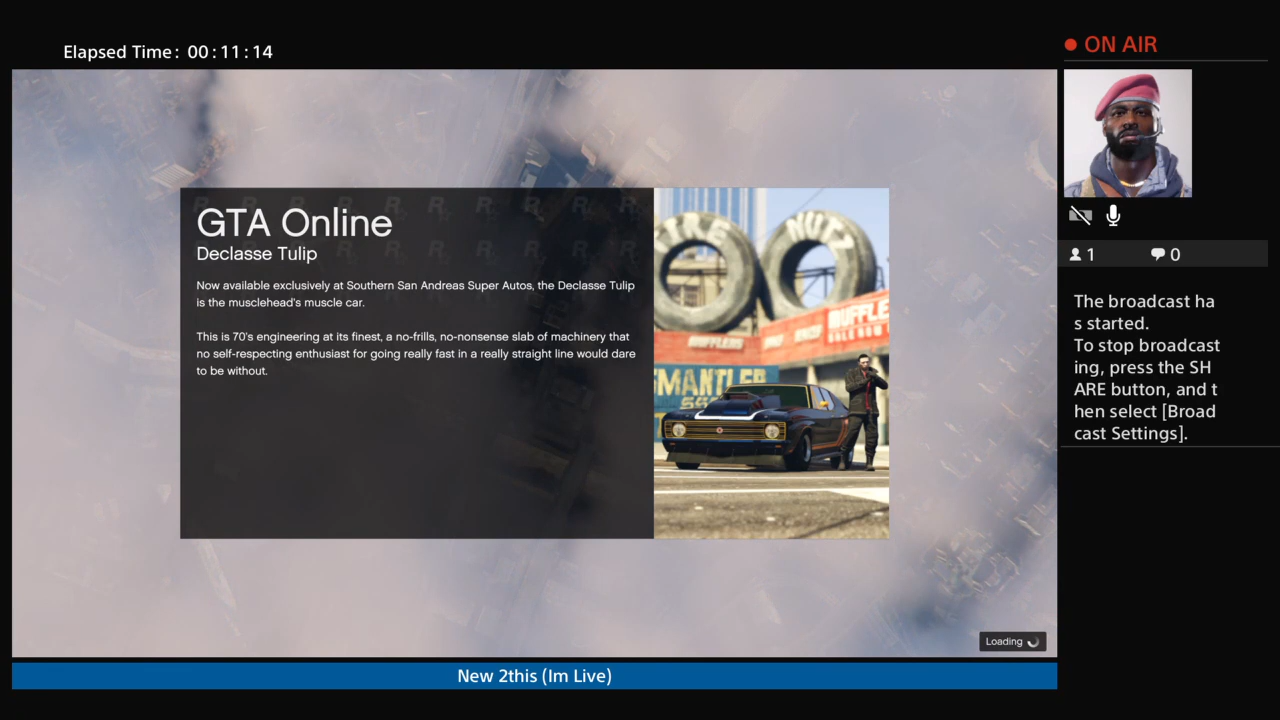 Elapsed Time: 00:11:14
ON AIR
GTA Online
Declasse Tulip
Now available exclusively at Southern San Andreas Super Autos, the Declasse Tulip
is the musclehead's muscle car.
This is 70's engineering at its finest, a no-frills, no-nonsense slab of machinery that
no self-respecting enthusiast for going really fast in a really straight line would dare
to be without.
NUTZ
MUFFLE
MUFFLERS
SMANTLER
1
0
The broadcast ha
s started.
To stop broadcast
ing, press the SH
ARE button, and t
hen select [Broad
cast Settings].
Loading
New 2this (Im Live)